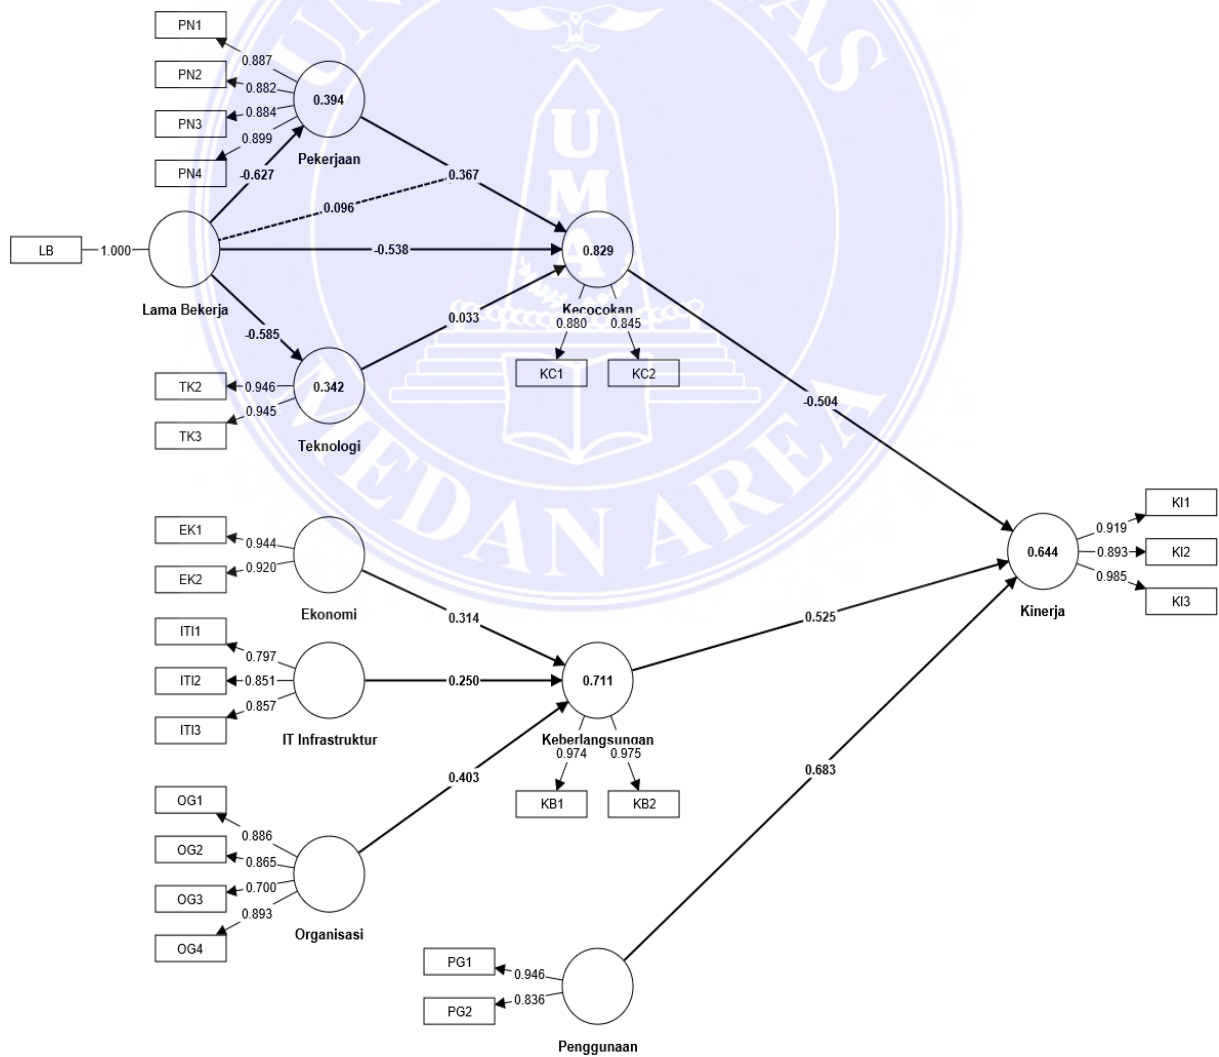 PN1
0.887
PN2
0.882
PN3
0.884
PN4
0.899
0.394
Pekerjaan
-0.627
0.367
0.096
LB
1.000
Lama Bekerja
-0.538
0.829
Kecocokan
0.880
0.845
KC1
KC2
-0.585
0.033
TK2
0.946
TK3
0.945
0.342
Teknologi
-0.504
EK1
0.944
EK2
0.920
Ekonomi
0.314
ITI1
0.797
ITI2
0.851
ITI3
0.857
IT Infrastruktur
0.250
0.711
Keberlangsungan
0.974
0.975
KB1
KB2
0.525
0.644
Kinerja
0.919
KI1
0.893
KI2
0.985
KI3
OG1
0.886
OG2
0.865
OG3
0.700
OG4
0.893
Organisasi
0.403
0.683
PG1
0.946
PG2
0.836
Penggunaan
UMA
MEDAN AREA